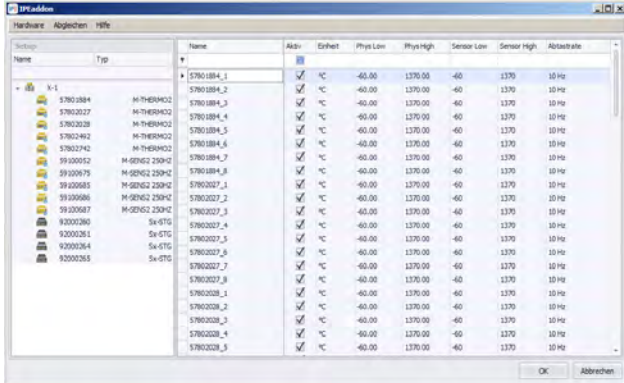 IPEaddon
Hardware Abgleichen Hilfe
Setup
Name Typ
X-1
57801884 M-THERMO2
57802027 M-THERMO2
57802028 M-THERMO2
57802492 M-THERMO2
57802742 M-THERMO2
59100052 M-SENS2 250HZ
59100675 M-SENS2 250HZ
59100685 M-SENS2 250HZ
59100686 M-SENS2 250HZ
59100687 M-SENS2 250HZ
92000260 Sx-STG
92000261 Sx-STG
92000264 Sx-STG
92000265 Sx-STG
Name Aktiv Einheit Phys Low Phys High Sensor Low Sensor High Abtastrate
57801884_1 °C -60.00 1370.00 -60 1370 10 Hz
57801884_2 °C -60.00 1370.00 -60 1370 10 Hz
57801884_3 °C -60.00 1370.00 -60 1370 10 Hz
57801884_4 °C -60.00 1370.00 -60 1370 10 Hz
57801884_5 °C -60.00 1370.00 -60 1370 10 Hz
57801884_6 °C -60.00 1370.00 -60 1370 10 Hz
57801884_7 °C -60.00 1370.00 -60 1370 10 Hz
57801884_8 °C -60.00 1370.00 -60 1370 10 Hz
57802027_1 °C -60.00 1370.00 -60 1370 10 Hz
57802027_2 °C -60.00 1370.00 -60 1370 10 Hz
57802027_3 °C -60.00 1370.00 -60 1370 10 Hz
57802027_4 °C -60.00 1370.00 -60 1370 10 Hz
57802027_5 °C -60.00 1370.00 -60 1370 10 Hz
57802027_6 °C -60.00 1370.00 -60 1370 10 Hz
57802027_7 °C -60.00 1370.00 -60 1370 10 Hz
57802027_8 °C -60.00 1370.00 -60 1370 10 Hz
57802028_1 °C -60.00 1370.00 -60 1370 10 Hz
57802028_2 °C -60.00 1370.00 -60 1370 10 Hz
57802028_3 °C -60.00 1370.00 -60 1370 10 Hz
57802028_4 °C -60.00 1370.00 -60 1370 10 Hz
57802028_5 °C -60.00 1370.00 -60 1370 10 Hz
OK Abbrechen